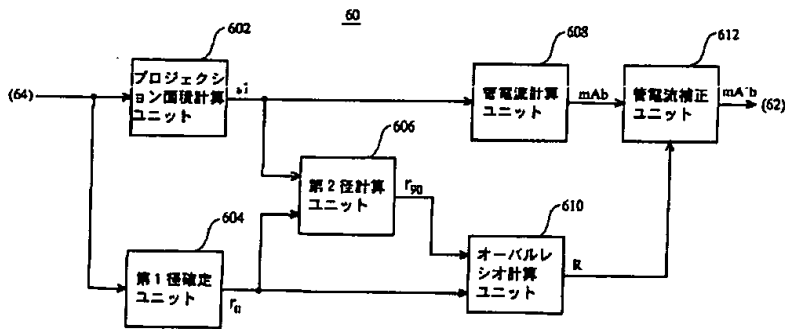 60
602
プロジェクシ
ョン面積計算
ユニット
(64)
si
608
管電流計算
ユニット
mAb
612
管電流補正
ユニット
mA´b
(62)
606
第2径計算
ユニット
r90
604
第1径確定
ユニット
r0
610
オーバルレ
シオ計算
ユニット
R